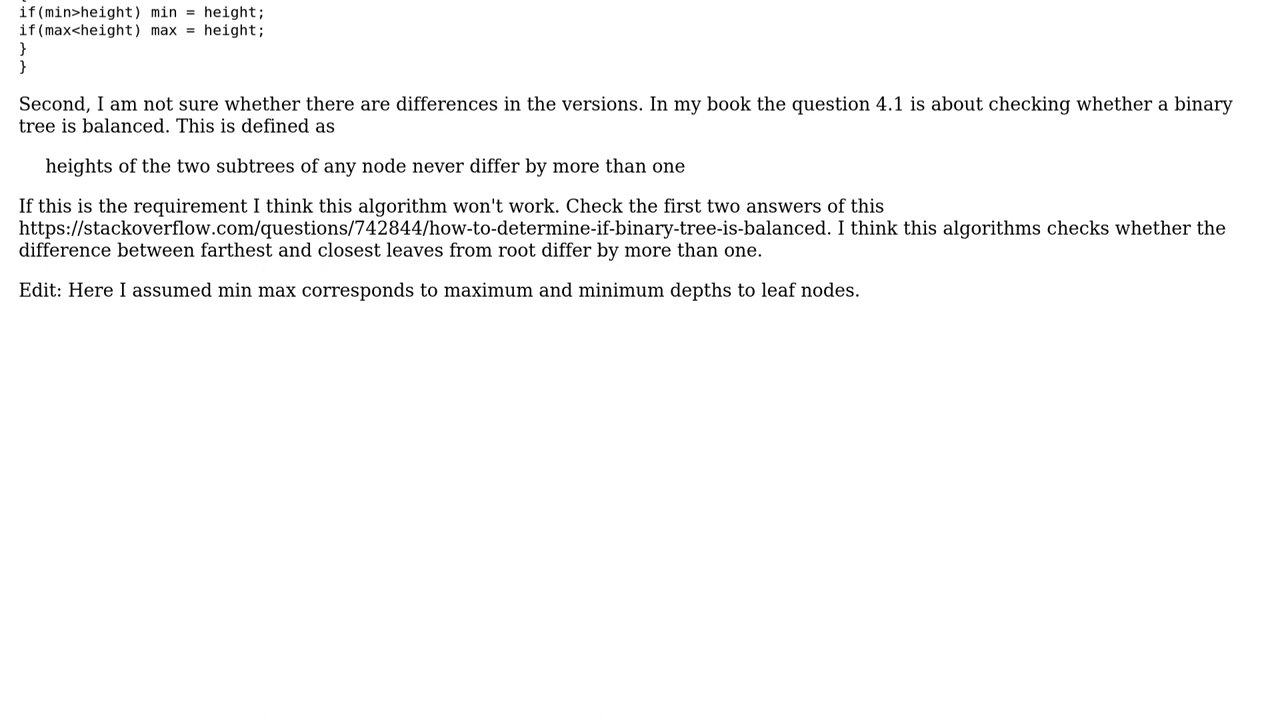 if(min>height) min = height;
if(max<height) max = height;
}
}
Second, I am not sure whether there are differences in the versions. In my book the question 4.1 is about checking whether a binary
tree is balanced. This is defined as
heights of the two subtrees of any node never differ by more than one
If this is the requirement I think this algorithm won't work. Check the first two answers of this
https://stackoverflow.com/questions/742844/how-to-determine-if-binary-tree-is-balanced. I think this algorithms checks whether the
difference between farthest and closest leaves from root differ by more than one.
Edit: Here I assumed min max corresponds to maximum and minimum depths to leaf nodes.